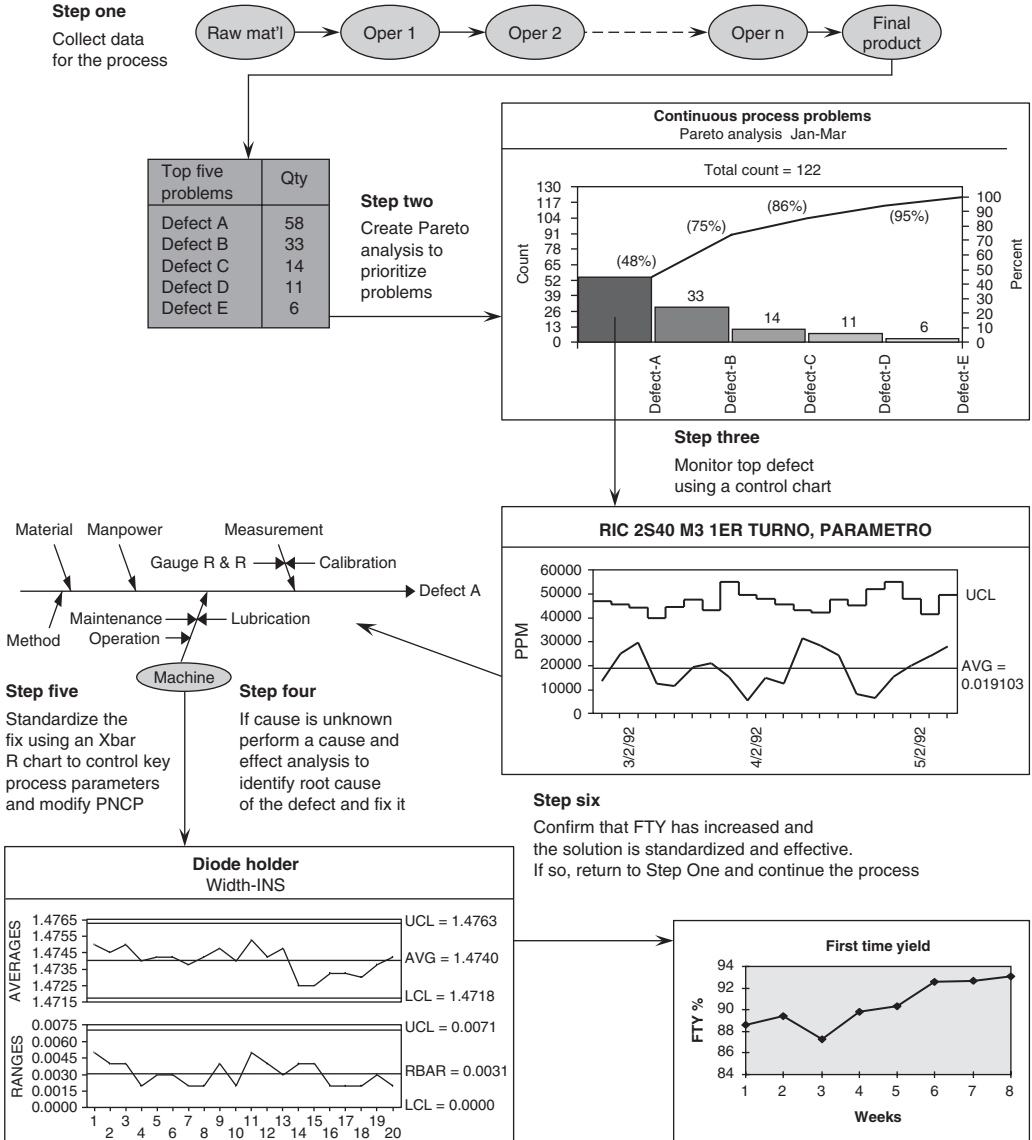 Step one
Collect data
for the process
Raw mat'l
Oper 1
Oper 2
Oper n
Final
product
Top five
problems
Qty
Defect A 58
Defect B 33
Defect C 14
Defect D 11
Defect E 6
Step two
Create Pareto
analysis to
prioritize
problems
Continuous process problems
Pareto analysis Jan-Mar
Total count = 122
Count
130
117
104
91
78
65
52
39
26
13
0
(48%)
(75%)
(86%)
(95%)
33
14
11
6
100
90
80
70
60
50
40
30
20
10
0
Percent
Defect-A
Defect-B
Defect-C
Defect-D
Defect-E
Step three
Monitor top defect
using a control chart
RIC 2S40 M3 1ER TURNO, PARAMETRO
PPM
60000
50000
40000
30000
20000
10000
0
UCL
AVG =
0.019103
3/2/92
4/2/92
5/2/92
Material
Manpower
Measurement
Gauge R & R
Calibration
Defect A
Maintenance
Lubrication
Operation
Method
Machine
Step four
If cause is unknown
perform a cause and
effect analysis to
identify root cause
of the defect and fix it
Step five
Standardize the
fix using an Xbar
R chart to control key
process parameters
and modify PNCP
Diode holder
Width-INS
AVERAGES
1.4765
1.4755
1.4745
1.4735
1.4725
1.4715
UCL = 1.4763
AVG = 1.4740
LCL = 1.4718
RANGES
0.0075
0.0060
0.0045
0.0030
0.0015
0.0000
UCL = 0.0071
RBAR = 0.0031
LCL = 0.0000
1 3 5 7 9 11 13 15 17 19
2 4 6 8 10 12 14 16 18 20
Step six
Confirm that FTY has increased and
the solution is standardized and effective.
If so, return to Step One and continue the process
First time yield
FTY %
94
92
90
88
86
84
1 2 3 4 5 6 7 8
Weeks